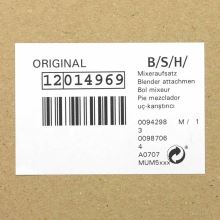 ORIGINAL
12014969
B/S/H/
Mixeraufsatz
Blender attachmen
Bol mixeur
Pie mezclador
uç-karıştırıcı
0094298 M/ 1
3
0098706
4
A0707
MUM5xxx